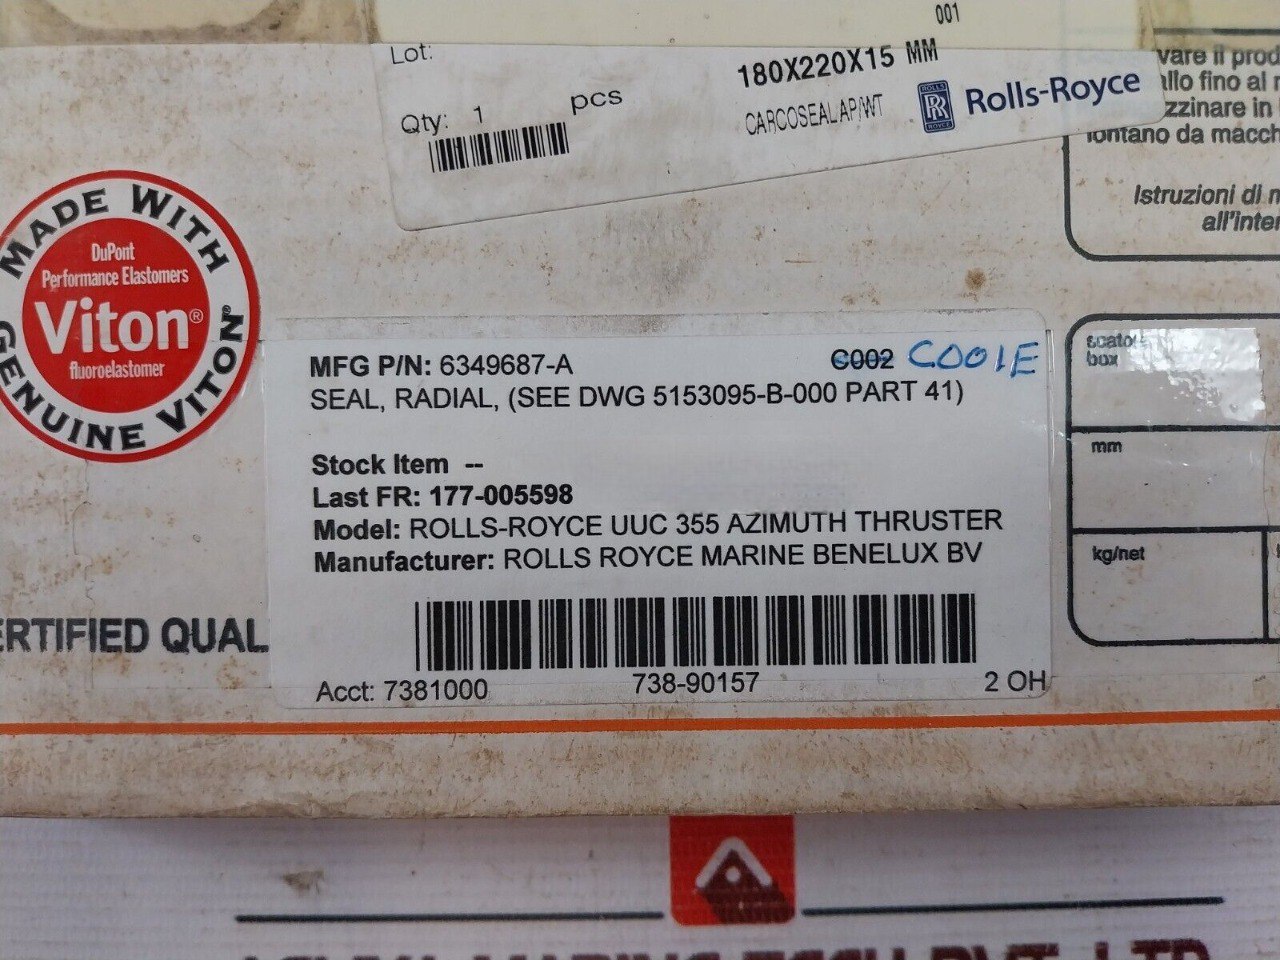 001
Lot:
180X220X15 MM
Qty: 1 pcs
CARCOSEAL AP/WT
ROLLS
RR
ROYCE
Rolls-Royce
vare il prod
allo fino al
zzinare in
lontano da macch
Istruzioni di
all'inter
MADE WITH
DuPont
Performance Elastomers
Viton®
fluoroelastomer
GENUINE VITON®
MFG P/N: 6349687-A C002 C001E
SEAL, RADIAL, (SEE DWG 5153095-B-000 PART 41)
Stock Item --
Last FR: 177-005598
Model: ROLLS-ROYCE UUC 355 AZIMUTH THRUSTER
Manufacturer: ROLLS ROYCE MARINE BENELUX BV
Acct: 7381000 738-90157 2 OH
scatola
box
mm
kg/net
ERTIFIED QUAL